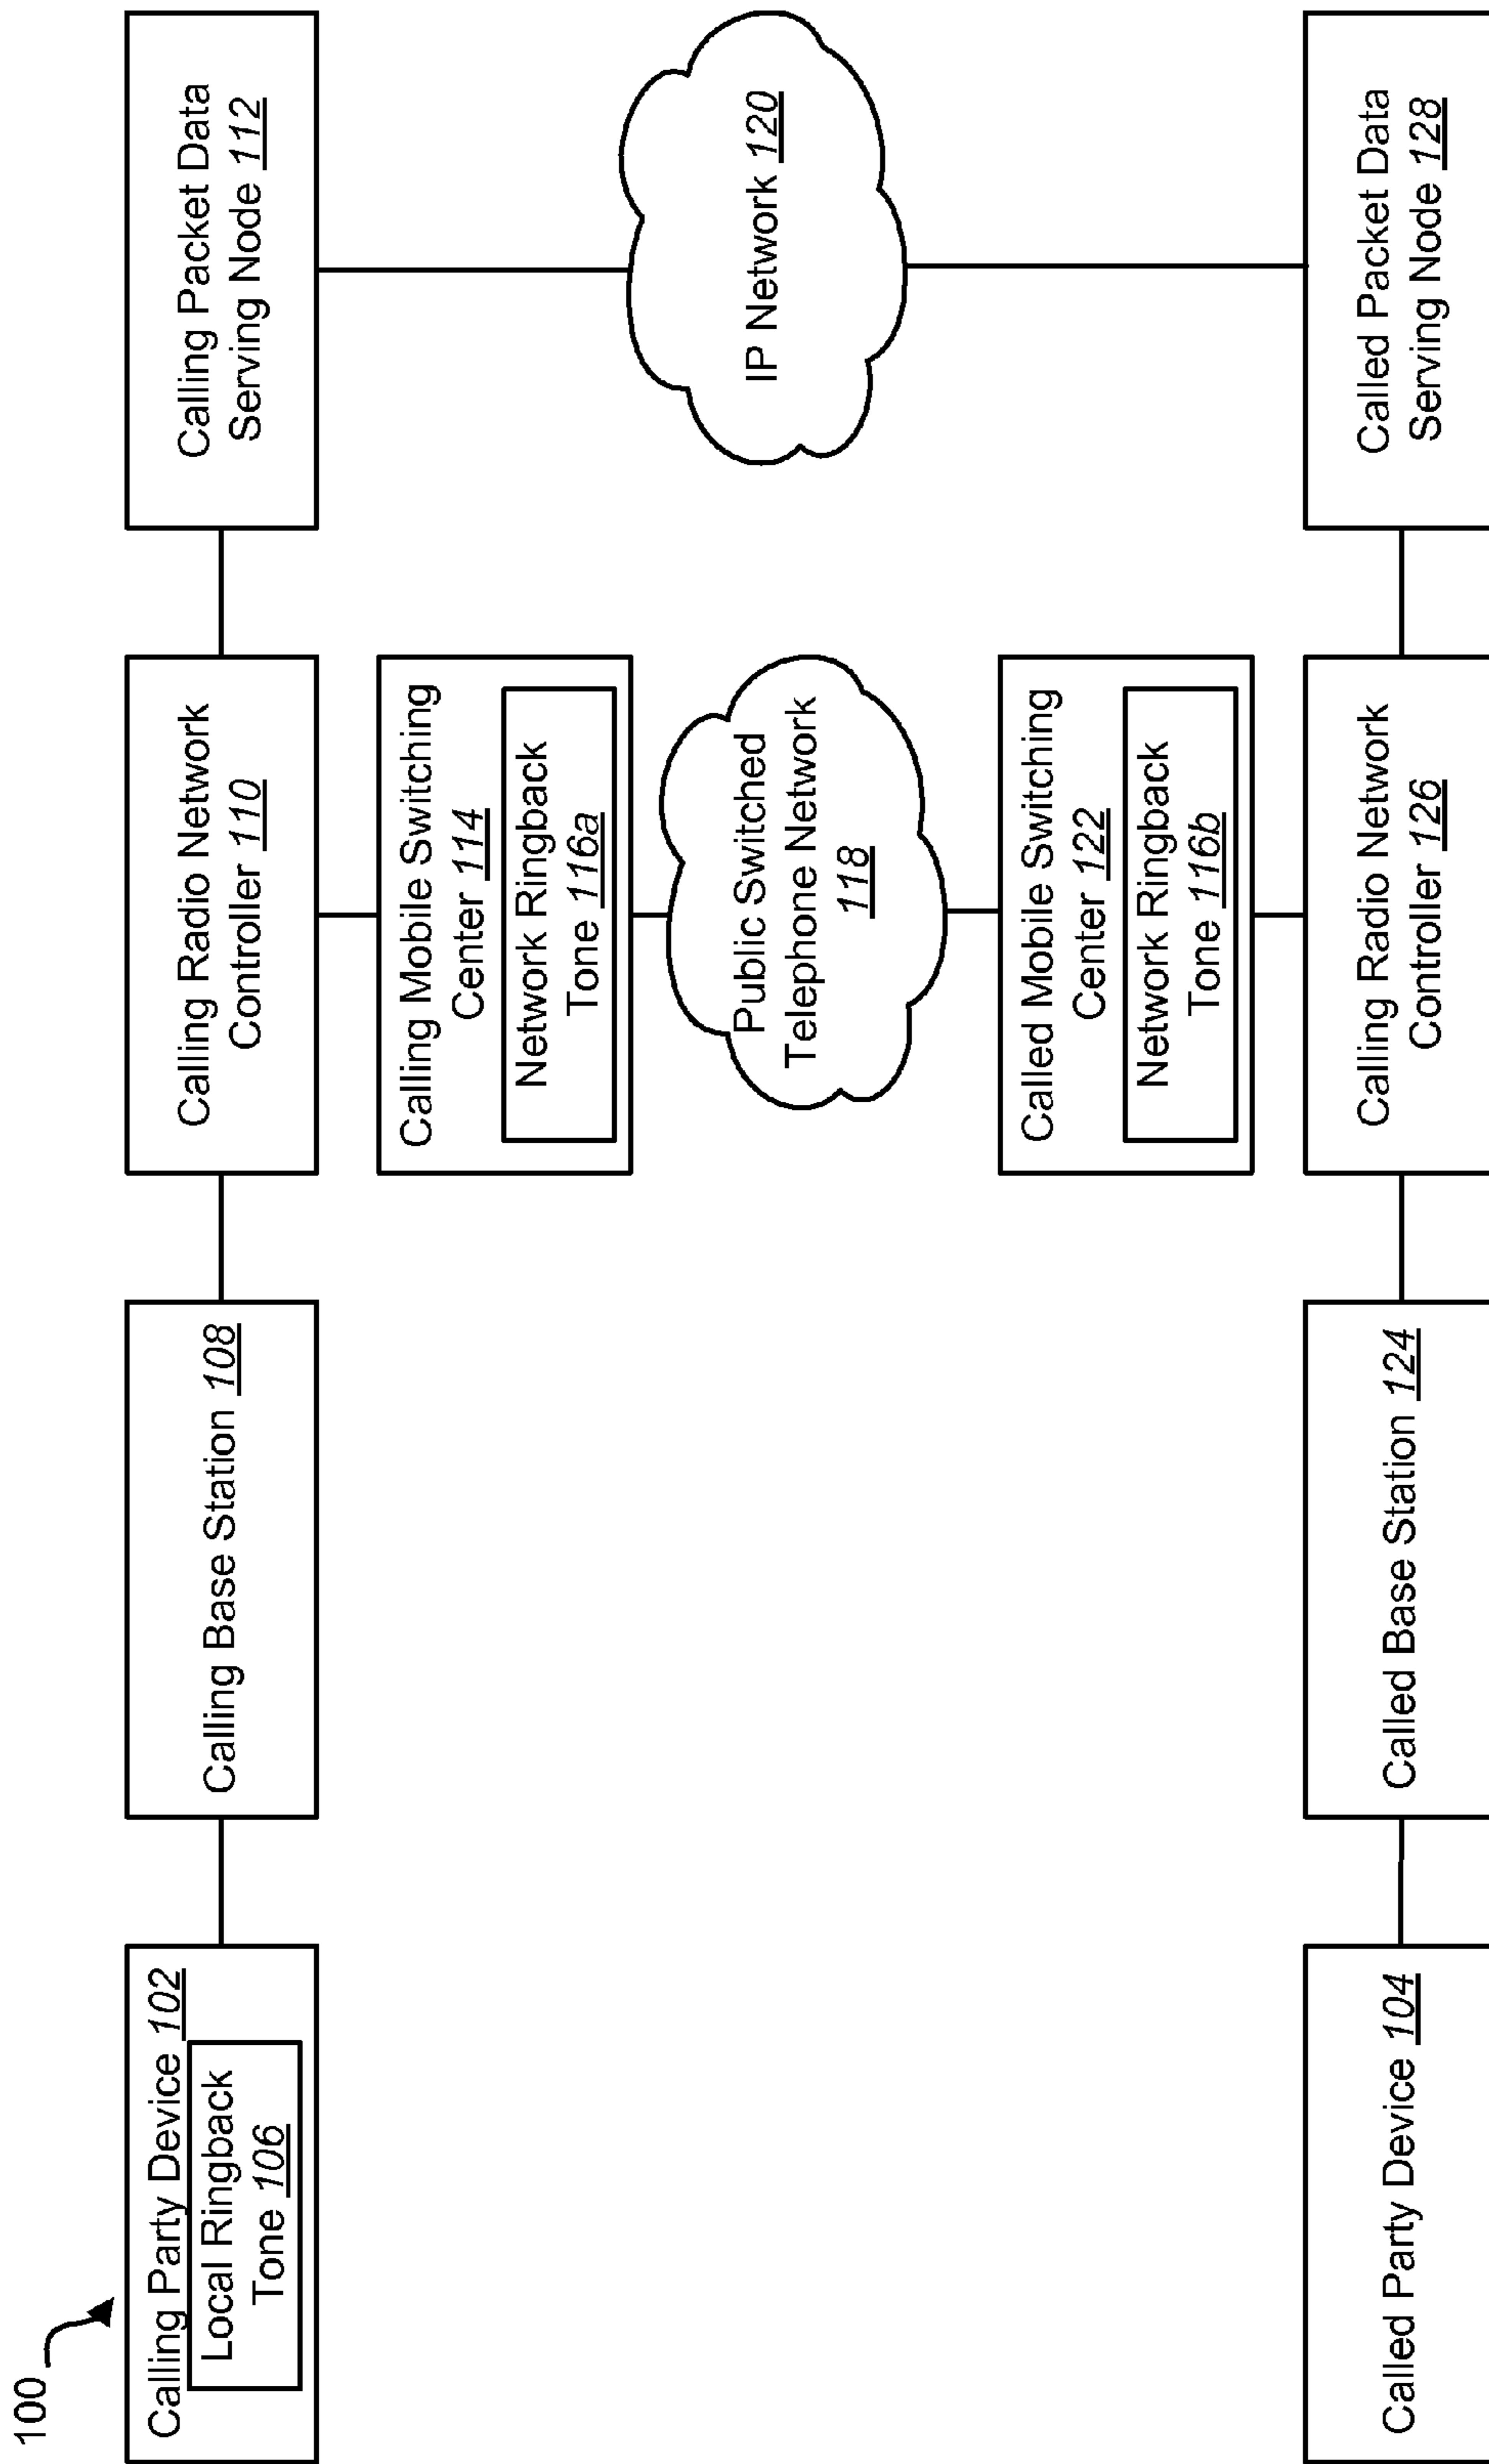 100
Calling Party Device 102
Local Ringback
Tone 106
Calling Base Station 108
Calling Radio Network
Controller 110
Calling Packet Data
Serving Node 112
Calling Mobile Switching
Center 114
Network Ringback
Tone 116a
Public Switched
Telephone Network
118
IP Network 120
Called Mobile Switching
Center 122
Network Ringback
Tone 116b
Called Party Device 104
Called Base Station 124
Calling Radio Network
Controller 126
Called Packet Data
Serving Node 128